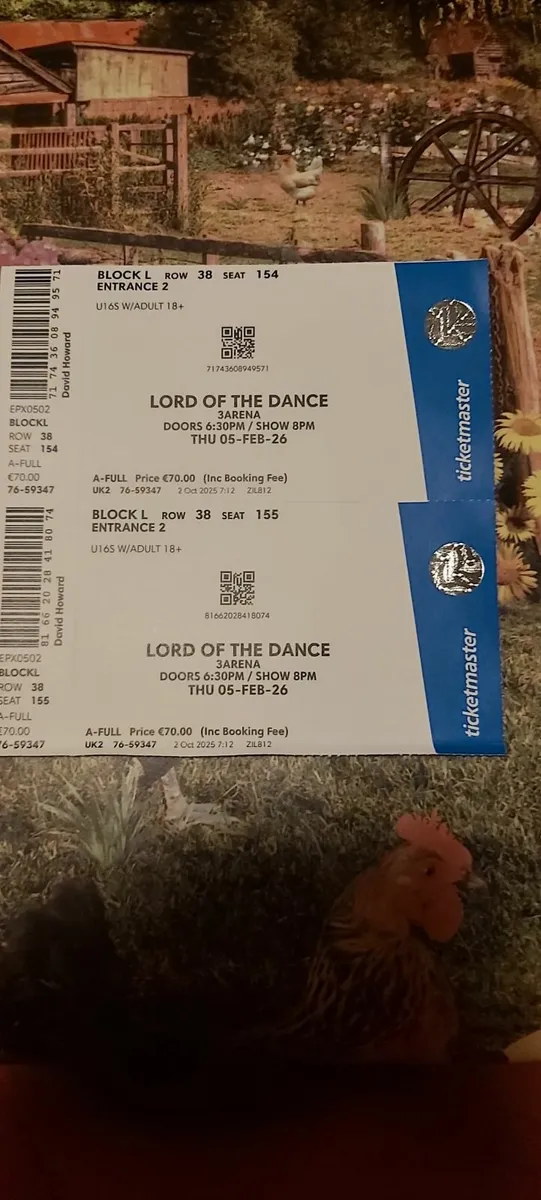 BLOCK L ROW 38 SEAT 154
ENTRANCE 2
U16S W/ADULT 18+
71743608949571
LORD OF THE DANCE
3ARENA
DOORS 6:30PM / SHOW 8PM
THU 05-FEB-26
A-FULL Price €70.00 (Inc Booking Fee)
UK2 76-59347 2 Oct 2025 7:12 ZIL812
71 74 36 08 94 95 71
David Howard
EPX0502
BLOCKL
ROW 38
SEAT 154
A-FULL
€70.00
76-59347
ticketmaster
BLOCK L ROW 38 SEAT 155
ENTRANCE 2
U16S W/ADULT 18+
81662028418074
LORD OF THE DANCE
3ARENA
DOORS 6:30PM / SHOW 8PM
THU 05-FEB-26
A-FULL Price €70.00 (Inc Booking Fee)
UK2 76-59347 2 Oct 2025 7:12 ZIL812
81 66 20 28 41 80 74
David Howard
EPX0502
BLOCKL
ROW 38
SEAT 155
A-FULL
€70.00
76-59347
ticketmaster